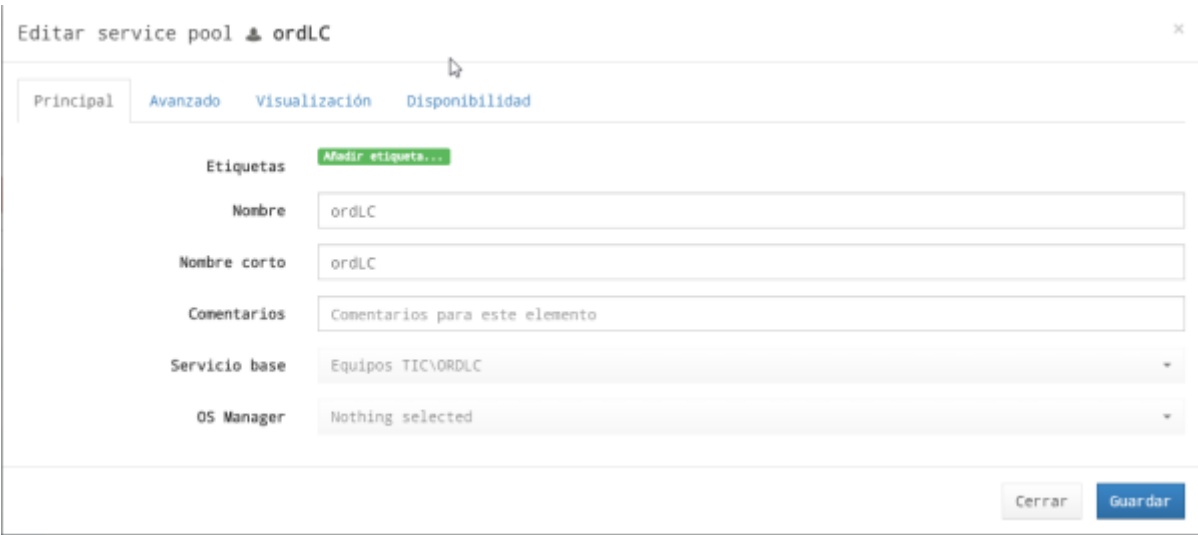 Editar service pool ordLC ×
Principal Avanzado Visualización Disponibilidad
Etiquetas Añadir etiqueta...
Nombre ordLC
Nombre corto ordLC
Comentarios Comentarios para este elemento
Servicio base Equipos TIC\ORDLC
OS Manager Nothing selected
Cerrar Guardar